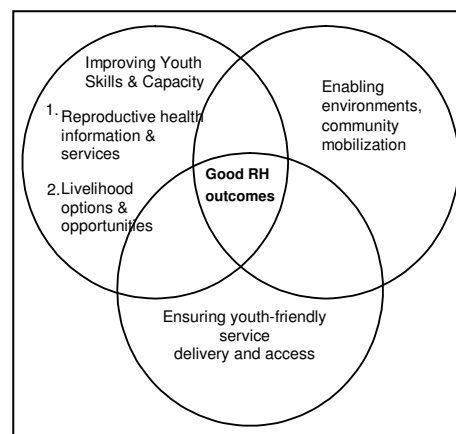 Improving Youth
Skills & Capacity
1. Reproductive health
information &
services
2. Livelihood
options &
opportunities
Enabling
environments,
community
mobilization
Good RH
outcomes
Ensuring youth-friendly
service
delivery and access